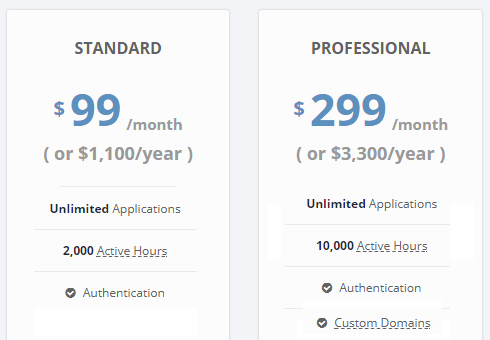 STANDARD
$ 99 /month
( or $1,100/year )
Unlimited Applications
2,000 Active Hours
Authentication
PROFESSIONAL
$ 299 /month
( or $3,300/year )
Unlimited Applications
10,000 Active Hours
Authentication
Custom Domains